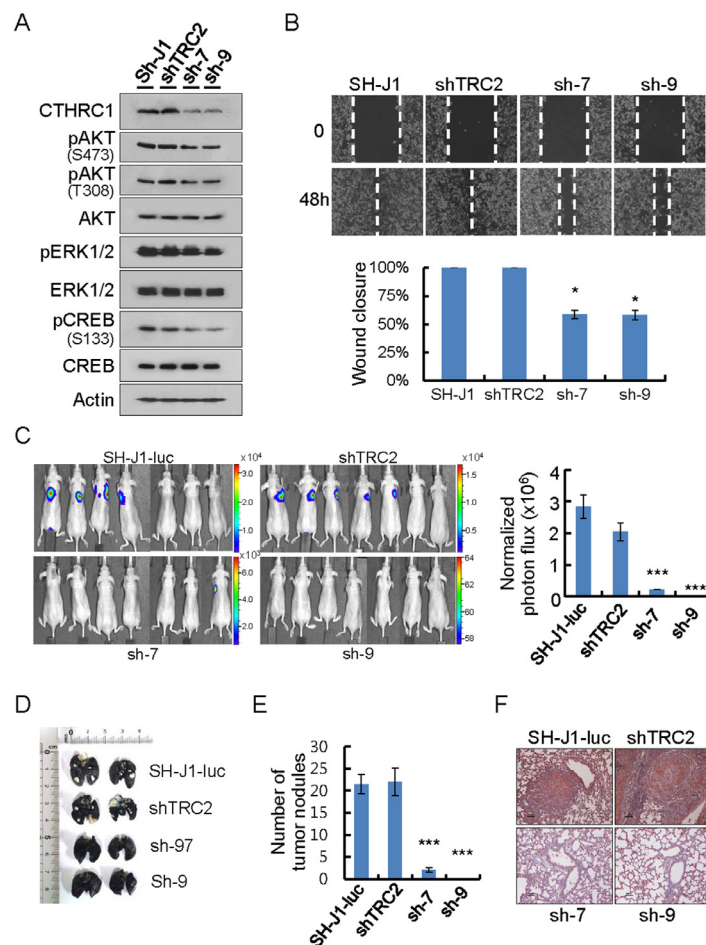 A
Sh-J1
shTRC2
sh-7
sh-9
CTHRC1
pAKT
(S473)
pAKT
(T308)
AKT
pERK1/2
ERK1/2
pCREB
(S133)
CREB
Actin
B
SH-J1 shTRC2 sh-7 sh-9
0
48h
Wound closure
100%
75%
50%
25%
0%
* *
SH-J1 shTRC2 sh-7 sh-9
C
SH-J1-luc shTRC2
x10⁴
3.0
2.0
1.0
x10⁴
1.5
1.0
0.5
x10³
6.0
4.0
2.0
64
62
60
58
sh-7 sh-9
Normalized
photon flux (x10⁶)
4
3
2
1
0
*** ***
SH-J1-luc
shTRC2
sh-7
sh-9
D
SH-J1-luc
shTRC2
sh-97
Sh-9
E
Number of
tumor nodules
30
25
20
15
10
5
0
*** ***
SH-J1-luc
shTRC2
sh-7
sh-9
F
SH-J1-luc shTRC2
sh-7 sh-9